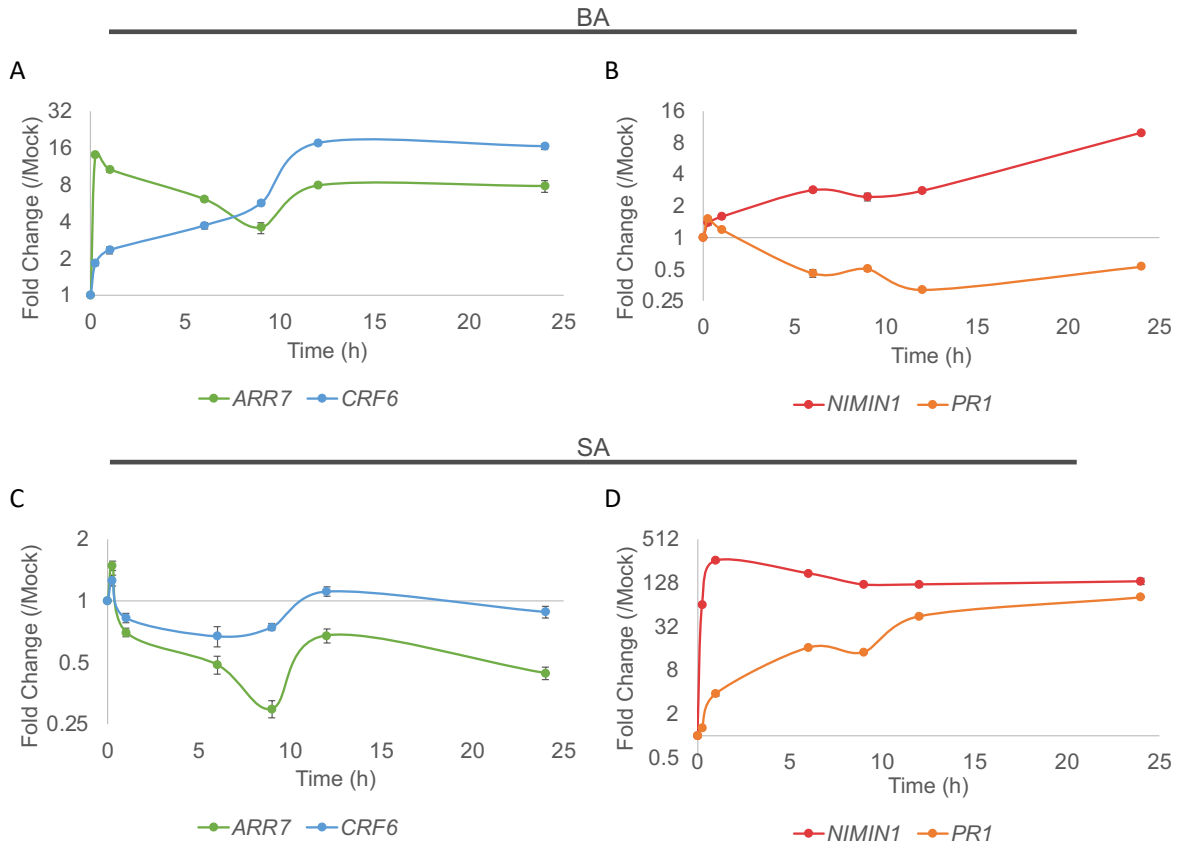 BA
A
Fold Change (/Mock)
32
16
8
4
2
1
0 5 10 15 20 25
Time (h)
ARR7 CRF6
B
Fold Change (/Mock)
16
8
4
2
1
0.5
0.25
0 5 10 15 20 25
Time (h)
NIMIN1 PR1
SA
C
Fold Change (/Mock)
2
1
0.5
0.25
0 5 10 15 20 25
Time (h)
ARR7 CRF6
D
Fold Change (/Mock)
512
128
32
8
2
0.5
0 5 10 15 20 25
Time (h)
NIMIN1 PR1